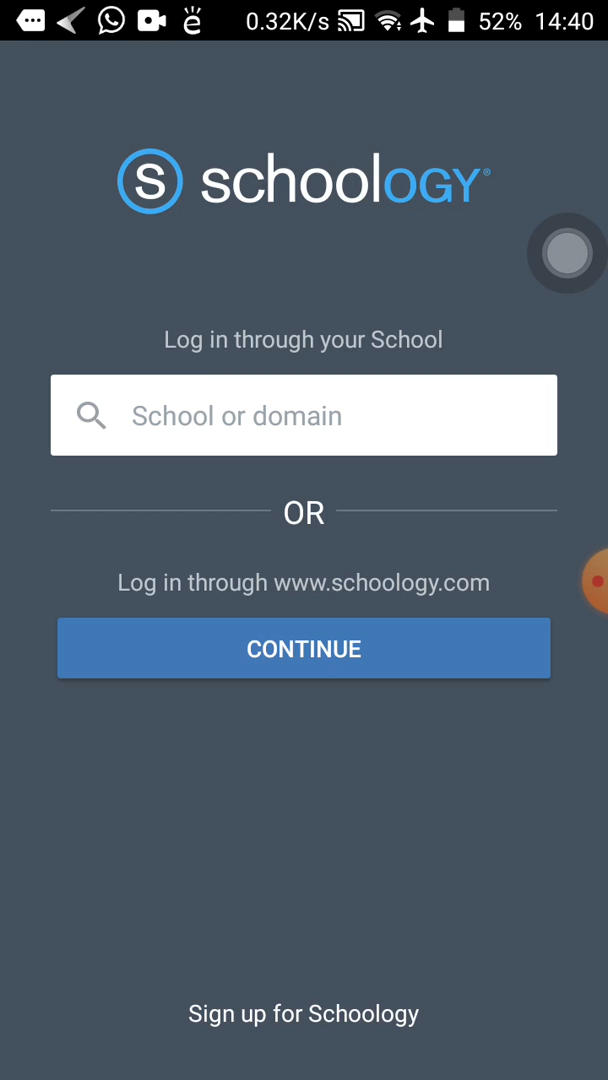 0.32K/s 52% 14:40
S schoology®
Log in through your School
School or domain
OR
Log in through www.schoology.com
CONTINUE
Sign up for Schoology